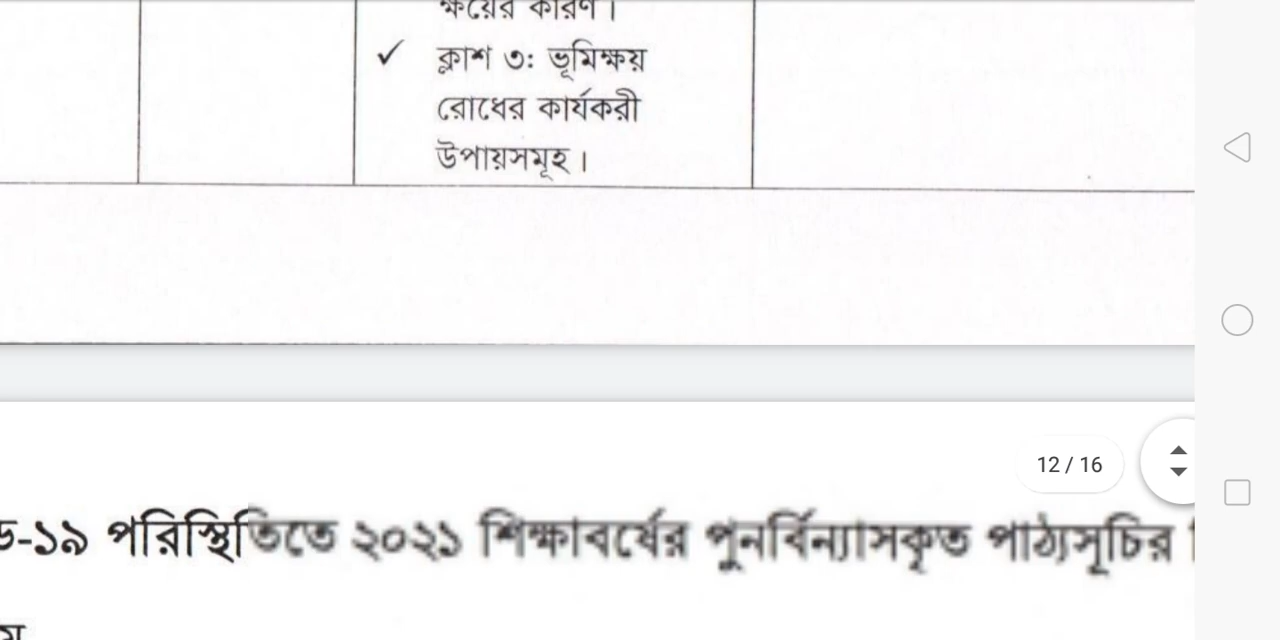 ক্ষয়ের কারণ।
✓ ক্লাশ ৩: ভূমিক্ষয়
রোধের কার্যকরী
উপায়সমূহ।
12 / 16
ড-১৯ পরিস্থিতিতে ২০২১ শিক্ষাবর্ষের পুনর্বিন্যাসকৃত পাঠ্যসূচির